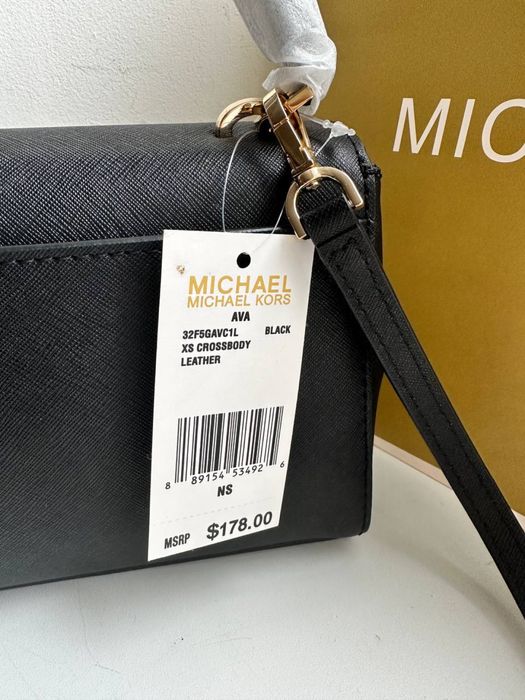 MIC
MICHAEL
MICHAEL KORS
AVA
32F5GAVC1L BLACK
XS CROSSBODY
LEATHER
8 89154 53492 6
NS
MSRP $178.00